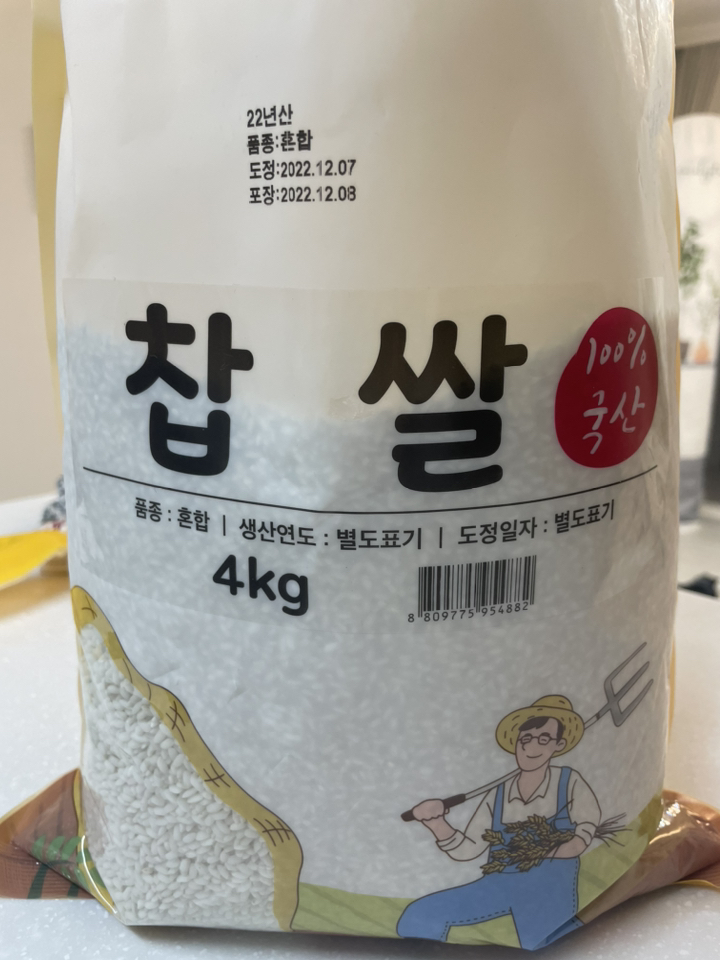 22년산
품종:혼합
도정:2022.12.07
포장:2022.12.08
찹쌀
100%
국산
품종 : 혼합 | 생산연도 : 별도표기 | 도정일자 : 별도표기
4kg
8 809775 954882